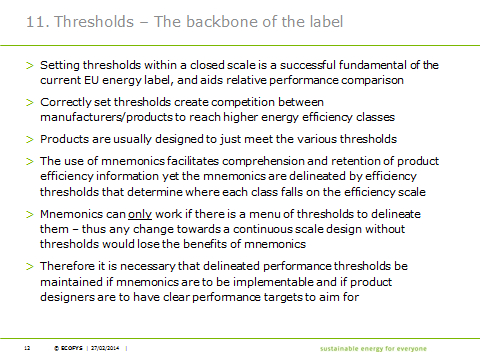 11. Thresholds – The backbone of the label
> Setting thresholds within a closed scale is a successful fundamental of the
current EU energy label, and aids relative performance comparison
> Correctly set thresholds create competition between
manufacturers/products to reach higher energy efficiency classes
> Products are usually designed to just meet the various thresholds
> The use of mnemonics facilitates comprehension and retention of product
efficiency information yet the mnemonics are delineated by efficiency
thresholds that determine where each class falls on the efficiency scale
> Mnemonics can only work if there is a menu of thresholds to delineate
them – thus any change towards a continuous scale design without
thresholds would lose the benefits of mnemonics
> Therefore it is necessary that delineated performance thresholds be
maintained if mnemonics are to be implementable and if product
designers are to have clear performance targets to aim for
12 © ECOFYS | 27/02/2014 | sustainable energy for everyone